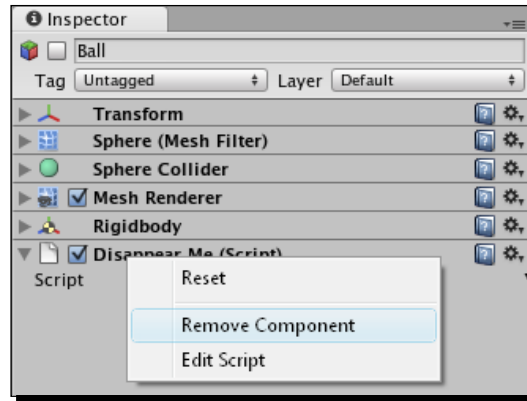 Inspector
Ball
Tag Untagged Layer Default
Transform
Sphere (Mesh Filter)
Sphere Collider
Mesh Renderer
Rigidbody
Disappear Me (Script)
Script
Reset
Remove Component
Edit Script